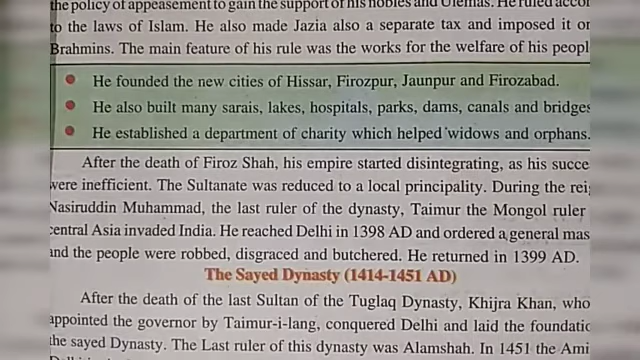 the policy of appeasement to gain the support of his nobles and Ulemas. He ruled accor
to the laws of Islam. He also made Jazia also a separate tax and imposed it or
Brahmins. The main feature of his rule was the works for the welfare of his peopl
He founded the new cities of Hissar, Firozpur, Jaunpur and Firozabad.
He also built many sarais, lakes, hospitals, parks, dams, canals and bridges
He established a department of charity which helped widows and orphans.
After the death of Firoz Shah, his empire started disintegrating, as his succe
were inefficient. The Sultanate was reduced to a local principality. During the rei
Nasiruddin Muhammad, the last ruler of the dynasty, Taimur the Mongol ruler
central Asia invaded India. He reached Delhi in 1398 AD and ordered a general mas
and the people were robbed, disgraced and butchered. He returned in 1399 AD.
The Sayed Dynasty (1414-1451 AD)
After the death of the last Sultan of the Tuglaq Dynasty, Khijra Khan, who
appointed the governor by Taimur-i-lang, conquered Delhi and laid the foundatic
the sayed Dynasty. The Last ruler of this dynasty was Alamshah. In 1451 the Ami